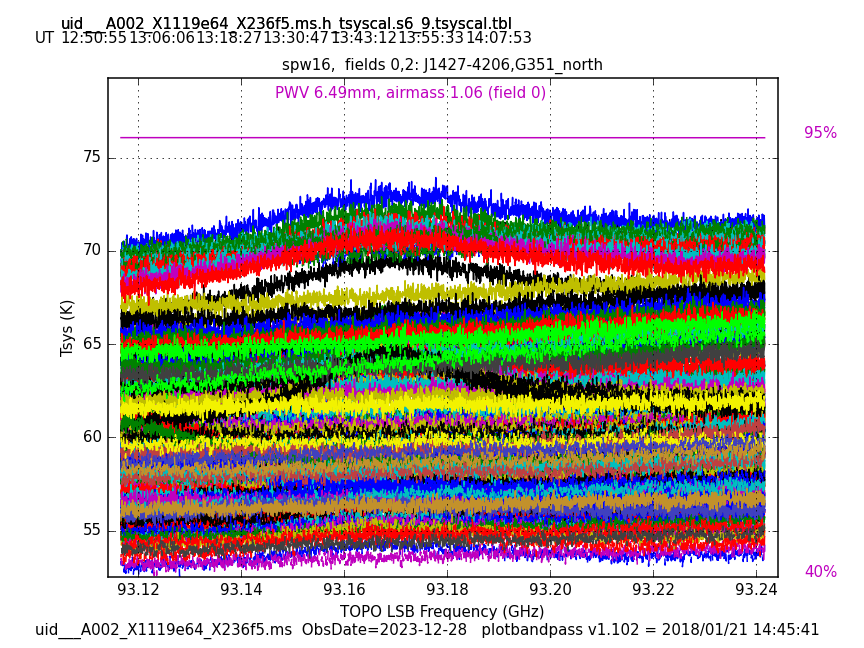 uid___A002_X1119e64_X236f5.ms.h_tsyscal.s6_9.tsyscal.tbl
UT 12:50:55 13:06:06 13:18:27 13:30:47 13:43:12 13:55:33 14:07:53
spw16, fields 0,2: J1427-4206,G351_north
PWV 6.49mm, airmass 1.06 (field 0)
95%
75
70
65
60
55
Tsys (K)
40%
93.12 93.14 93.16 93.18 93.20 93.22 93.24
TOPO LSB Frequency (GHz)
uid___A002_X1119e64_X236f5.ms ObsDate=2023-12-28 plotbandpass v1.102 = 2018/01/21 14:45:41